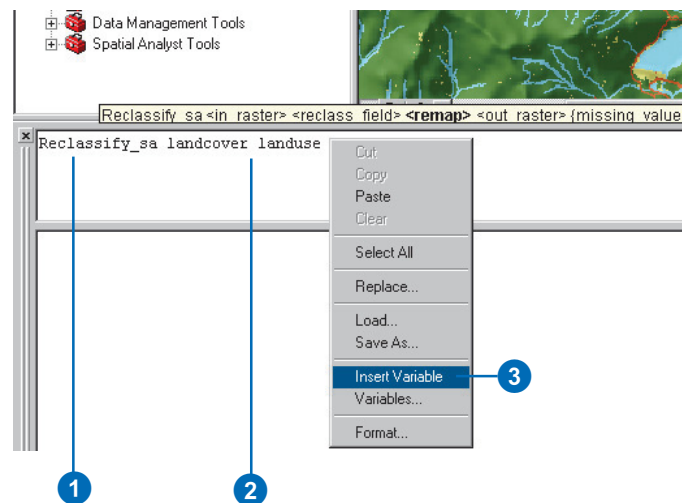 Data Management Tools
Spatial Analyst Tools
Reclassify_sa <in_raster> <reclass_field> <remap> <out_raster> {missing_value
Reclassify_sa landcover landuse
Cut
Copy
Paste
Clear
Select All
Replace...
Load...
Save As...
Insert Variable
Variables...
Format...
3
1
2